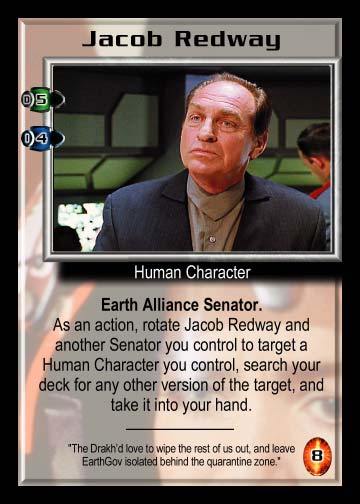 Jacob Redway
5
4
Human Character
Earth Alliance Senator.
As an action, rotate Jacob Redway and
another Senator you control to target a
Human Character you control, search your
deck for any other version of the target, and
take it into your hand.
"The Drakh'd love to wipe the rest of us out, and leave
EarthGov isolated behind the quarantine zone."
8